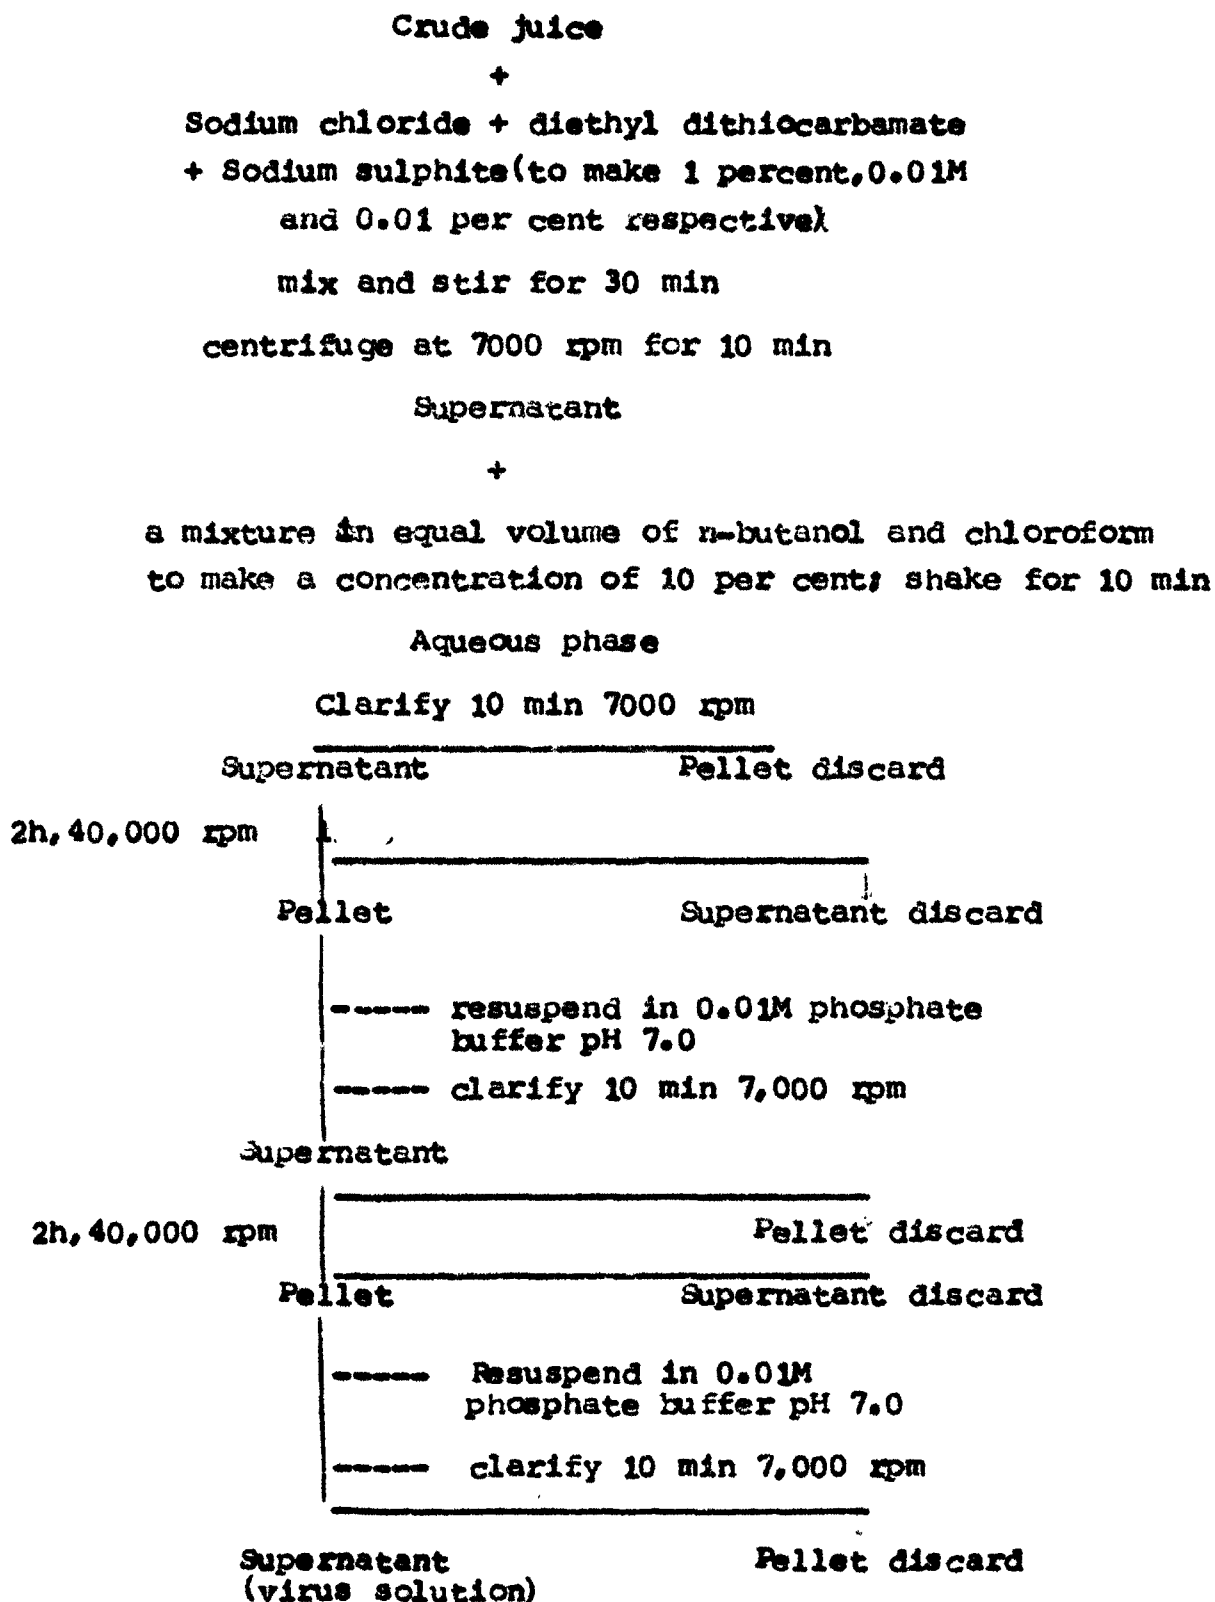 Crude juice
+
Sodium chloride + diethyl dithiocarbamate
+ Sodium sulphite(to make 1 percent,0.01M
and 0.01 per cent respective)
mix and stir for 30 min
centrifuge at 7000 rpm for 10 min
Supernatant
+
a mixture in equal volume of n-butanol and chloroform
to make a concentration of 10 per cent; shake for 10 min
Aqueous phase
Clarify 10 min 7000 rpm
Supernatant Pellet discard
2h,40,000 rpm
Pellet Supernatant discard
----- resuspend in 0.01M phosphate
buffer pH 7.0
----- clarify 10 min 7,000 rpm
Supernatant
2h,40,000 rpm Pellet discard
Pellet Supernatant discard
----- Resuspend in 0.01M
phosphate buffer pH 7.0
----- clarify 10 min 7,000 rpm
Supernatant Pellet discard
(virus solution)